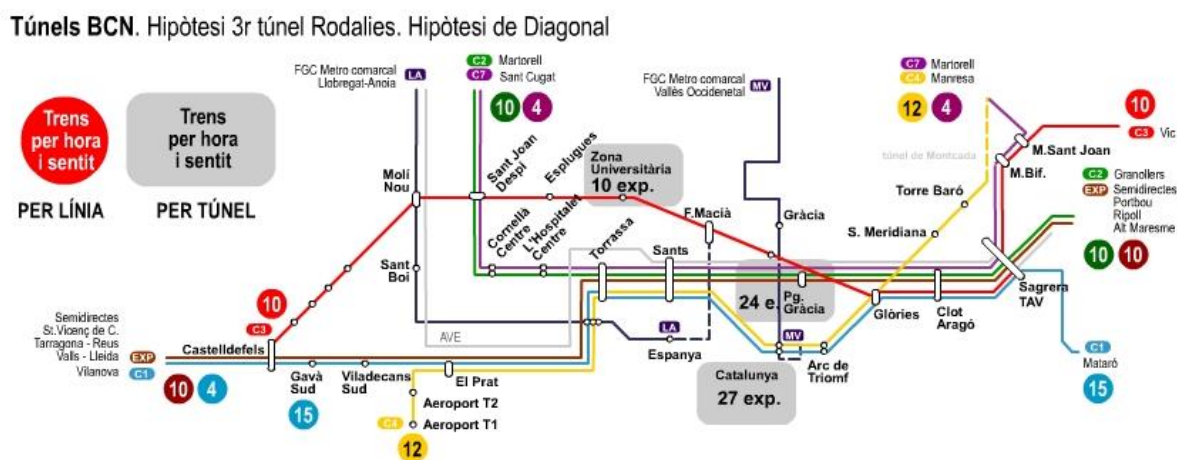 Túnels BCN. Hipòtesi 3r túnel Rodalies. Hipòtesi de Diagonal
Trens
per hora
i sentit
PER LÍNIA
Trens
per hora
i sentit
PER TÚNEL
FGC Metro comarcal
Llobregat-Anoia
LA
C2 Martorell
C7 Sant Cugat
10 4
FGC Metro comarcal
Vallès Occidenetal
MV
C7 Martorell
C4 Manresa
12 4
10
C3 Vic
túnel de Montcada
M.Sant Joan
M.Bif.
C2 Granollers
EXP Semidirectes
Portbou
Ripoll
Alt Maresme
10 10
Molí
Nou
Sant Joan
Despi
Esplugues
Zona
Universitària
10 exp.
F.Macià
Gràcia
Torre Baró
S. Meridiana
Cornellà
Centre
L'Hospitalet
Centre
Torrassa
Sants
Sant
Boi
24 e.
Pg.
Gràcia
Glòries
Clot
Aragó
Sagrera
TAV
10
C3
Castelldefels
AVE
LA
Espanya
MV
Arc de
Triomf
Catalunya
27 exp.
C1
Mataró
15
Semidirectes
St.Vicenç de C.
Tarragona - Reus
Valls - Lleida
EXP
Vilanova
C1
10 4
Gavà
Sud
15
Viladecans
Sud
El Prat
Aeroport T2
C4
Aeroport T1
12